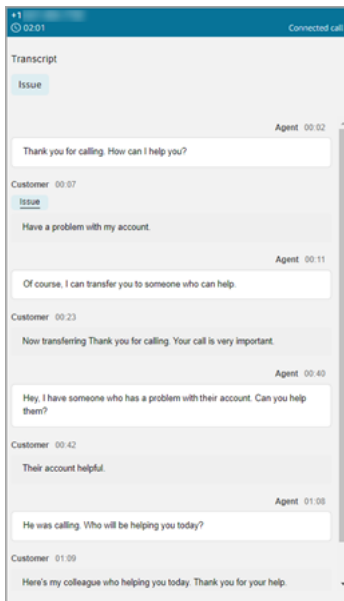 +1
02:01 Connected call
Transcript
Issue
Agent 00:02
Thank you for calling. How can I help you?
Customer 00:07
Issue
Have a problem with my account.
Agent 00:11
Of course, I can transfer you to someone who can help.
Customer 00:23
Now transferring Thank you for calling. Your call is very important.
Agent 00:40
Hey, I have someone who has a problem with their account. Can you help
them?
Customer 00:42
Their account helpful.
Agent 01:08
He was calling. Who will be helping you today?
Customer 01:09
Here's my colleague who helping you today. Thank you for your help.